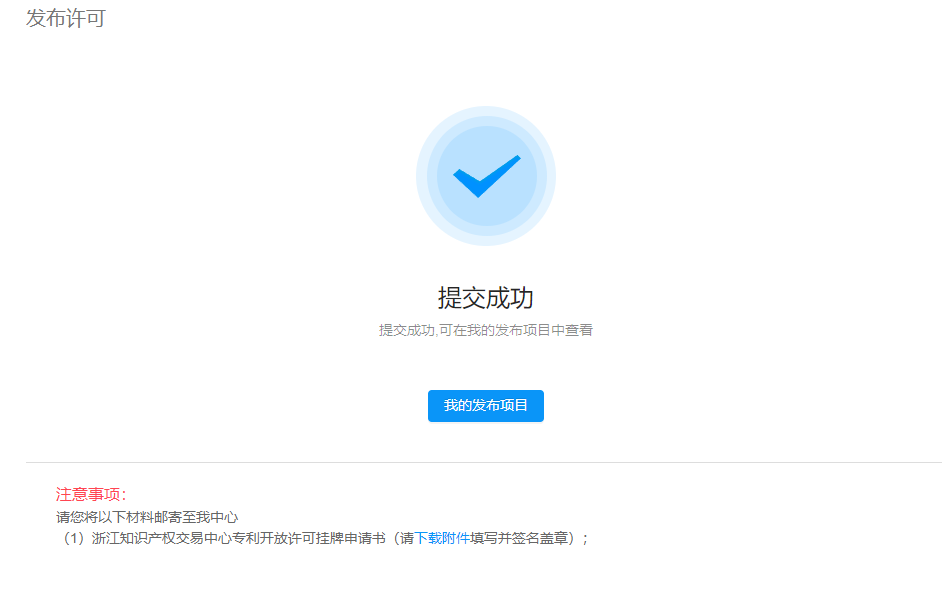 发布许可
提交成功
提交成功,可在我的发布项目中查看
我的发布项目
注意事项:
请您将以下材料邮寄至我中心
（1）浙江知识产权交易中心专利开放许可挂牌申请书（请下载附件填写并签名盖章）;